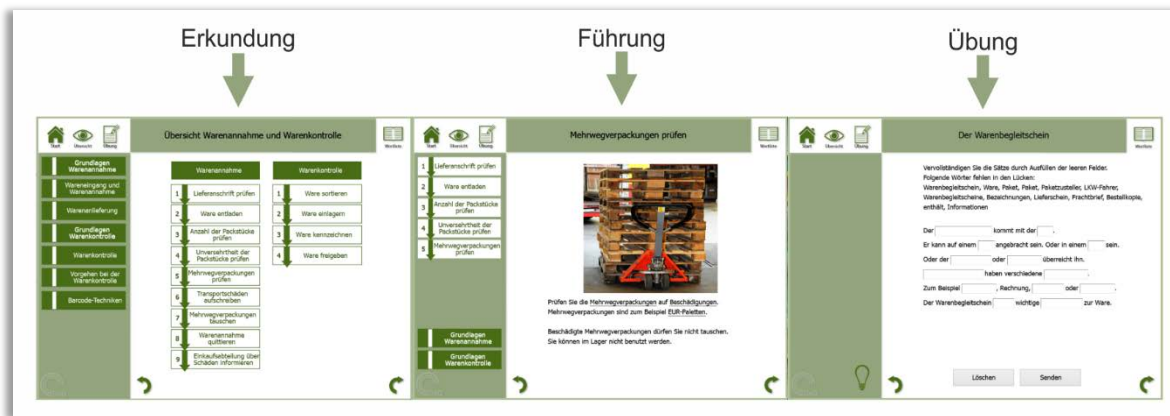 Erkundung
Führung
Übung
Start
Übersicht
Übung
Übersicht Warenannahme und Warenkontrolle
Wortliste
Grundlagen
Warenannahme
Wareneingang und
Warenannahme
Warenanlieferung
Grundlagen
Warenkontrolle
Warenkontrolle
Vorgehen bei der
Warenkontrolle
Barcode-Techniken
Warenannahme
1 Lieferanschrift prüfen
2 Ware entladen
3 Anzahl der Packstücke
prüfen
4 Unversehrtheit der
Packstücke prüfen
5 Mehrwegverpackungen
prüfen
6 Transportschäden
aufschreiben
7 Mehrwegverpackungen
tauschen
8 Warenannahme
quittieren
9 Einkaufsabteilung über
Schäden informieren
Warenkontrolle
1 Ware sortieren
2 Ware einlagern
3 Ware kennzeichnen
4 Ware freigeben
Start
Übersicht
Übung
Mehrwegverpackungen prüfen
Wortliste
1 Lieferanschrift prüfen
2 Ware entladen
3 Anzahl der Packstücke
prüfen
4 Unversehrtheit der
Packstücke prüfen
5 Mehrwegverpackungen
prüfen
Grundlagen
Warenannahme
Grundlagen
Warenkontrolle
Prüfen Sie die Mehrwegverpackungen auf Beschädigungen.
Mehrwegverpackungen sind zum Beispiel EUR-Paletten.
Beschädigte Mehrwegverpackungen dürfen Sie nicht tauschen.
Sie können im Lager nicht benutzt werden.
Start
Übersicht
Übung
Der Warenbegleitschein
Wortliste
Vervollständigen Sie die Sätze durch Ausfüllen der leeren Felder.
Folgende Wörter fehlen in den Lücken:
Warenbegleitschein, Ware, Paket, Paket, Paketzusteller, LKW-Fahrer,
Warenbegleitscheine, Bezeichnungen, Lieferschein, Frachtbrief, Bestellkopie,
enthält, Informationen
Der kommt mit der .
Er kann auf einem angebracht sein. Oder in einem sein.
Oder der oder überreicht ihn.
haben verschiedene .
Zum Beispiel , Rechnung, oder .
Der Warenbegleitschein wichtige zur Ware.
Löschen
Senden